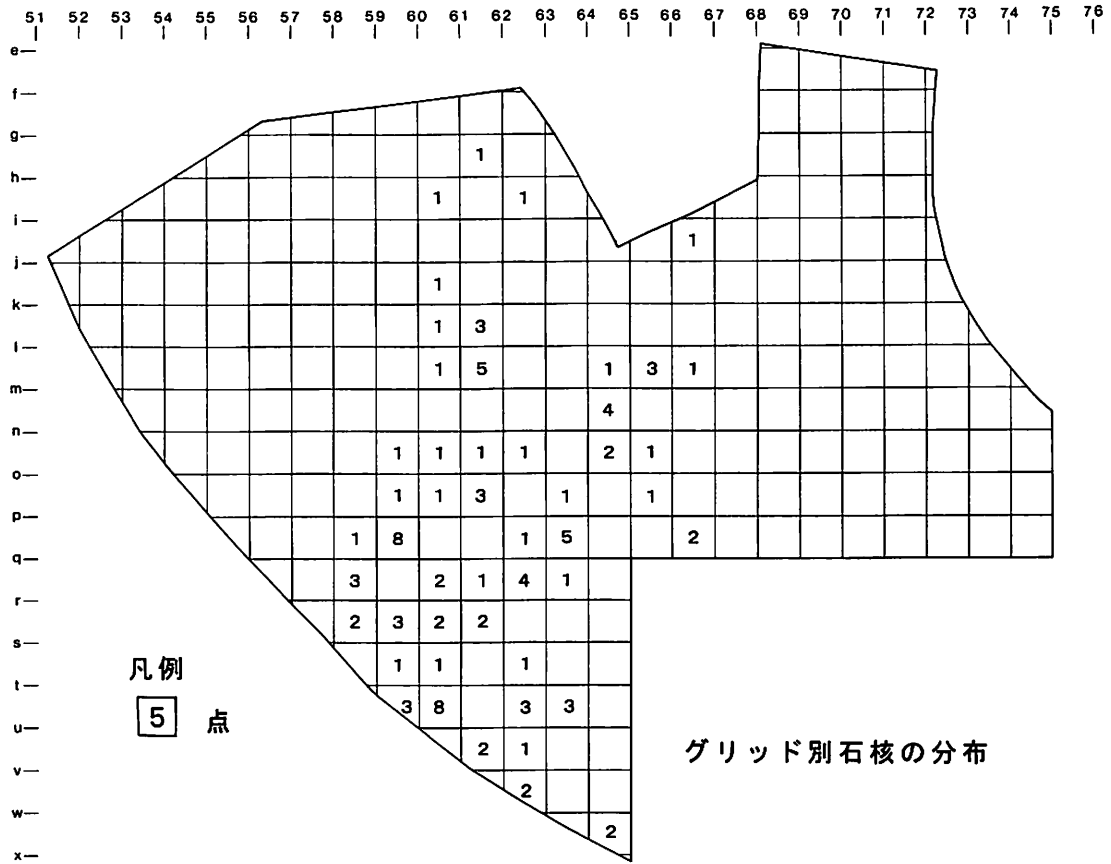 51 52 53 54 55 56 57 58 59 60 61 62 63 64 65 66 67 68 69 70 71 72 73 74 75 76
e
f
g
1
h
1 1
i
1
j
1
k
1 3
l
1 5 1 3 1
m
4
n
1 1 1 1 2 1
o
1 1 3 1 1
p
1 8 1 5 2
q
3 2 1 4 1
r
2 3 2 2
s
1 1 1
t
3 8 3 3
u
2 1
v
2
w
2
x
凡例
5 点
グリッド別石核の分布